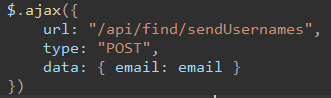 $.ajax({
    url: "/api/find/sendUsernames",
    type: "POST",
    data: { email: email }
})